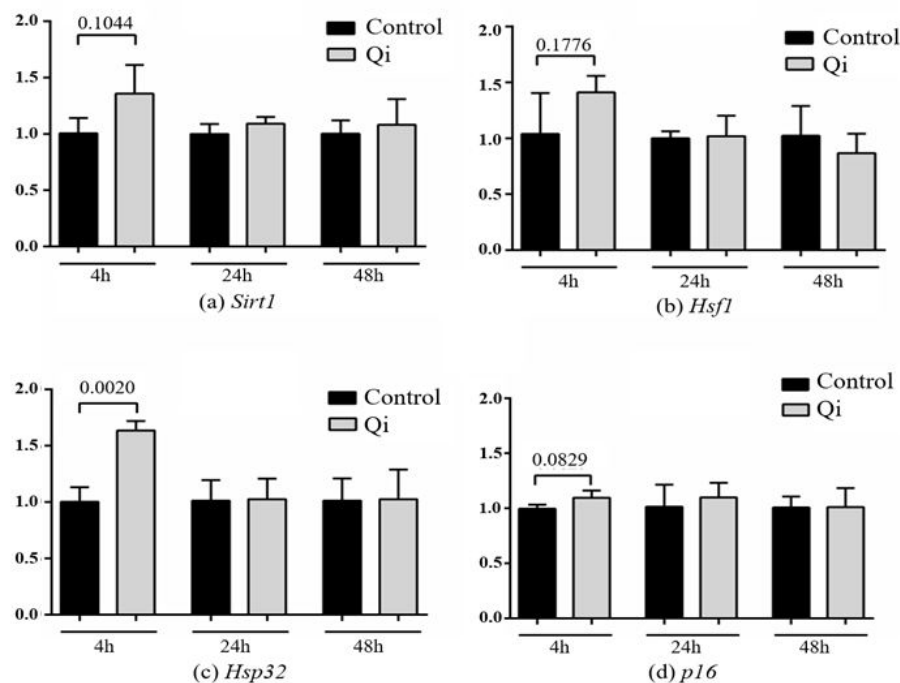 2.0
1.5
1.0
0.5
0.0
0.1044
Control
Qi
4h
24h
48h
(a) Sirt1
2.0
1.5
1.0
0.5
0.0
0.1776
Control
Qi
4h
24h
48h
(b) Hsf1
2.0
1.5
1.0
0.5
0.0
0.0020
Control
Qi
4h
24h
48h
(c) Hsp32
2.0
1.5
1.0
0.5
0.0
0.0829
Control
Qi
4h
24h
48h
(d) p16